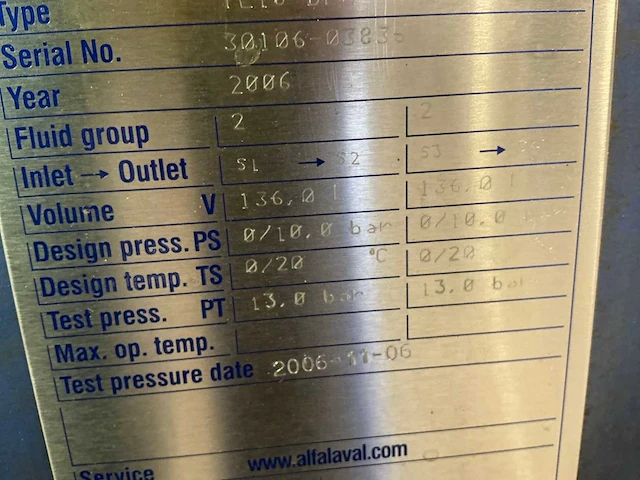 Type
Serial No. 30106-03836
Year 2006
Fluid group 2 2
Inlet → Outlet S1 → S2 S3 →
Volume V 136,0 l 136,0 l
Design press. PS 0/10,0 bar 0/10.0
Design temp. TS 0/20 °C 0/20
Test press. PT 13,0 bar 13,0 bar
Max. op. temp.
Test pressure date 2006-11-06
www.alfalaval.com
Service